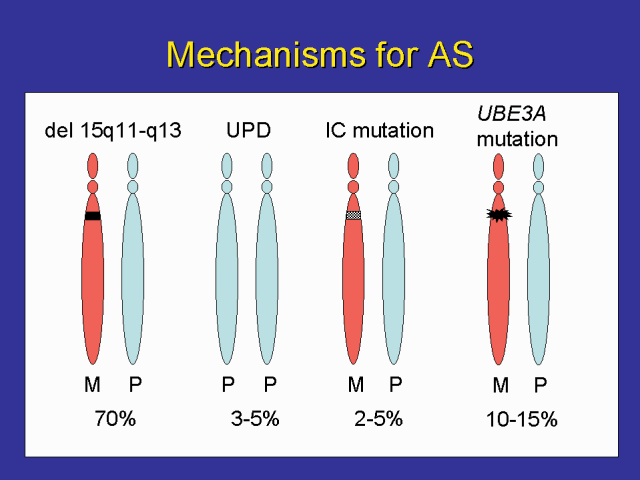 Mechanisms for AS
del 15q11-q13
UPD
IC mutation
UBE3A
mutation
M P
P P
M P
M P
70%
3-5%
2-5%
10-15%